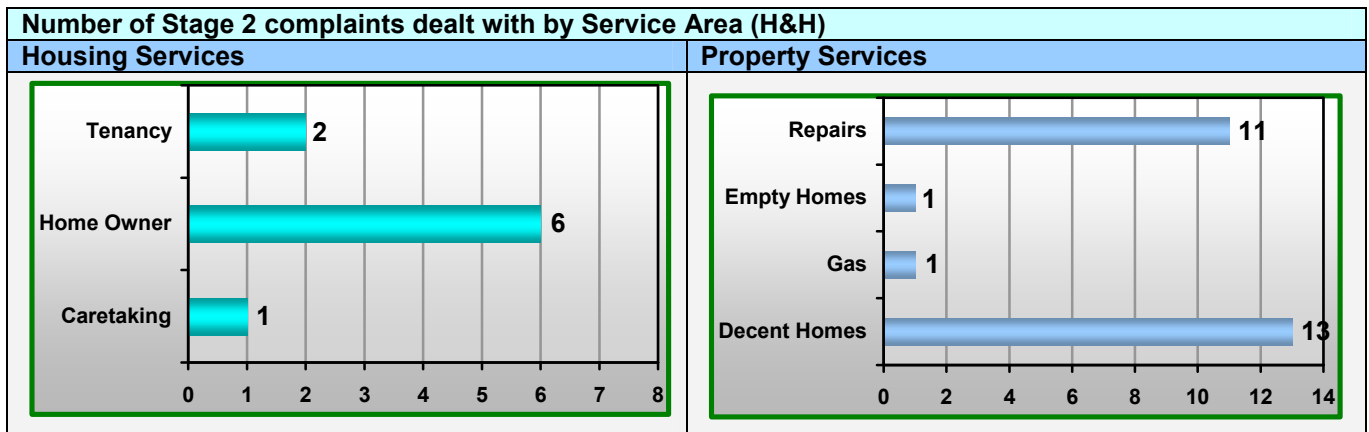 Number of Stage 2 complaints dealt with by Service Area (H&H)
Housing Services
Tenancy 2
Home Owner 6
Caretaking 1
0 1 2 3 4 5 6 7 8
Property Services
Repairs 11
Empty Homes 1
Gas 1
Decent Homes 13
0 2 4 6 8 10 12 14